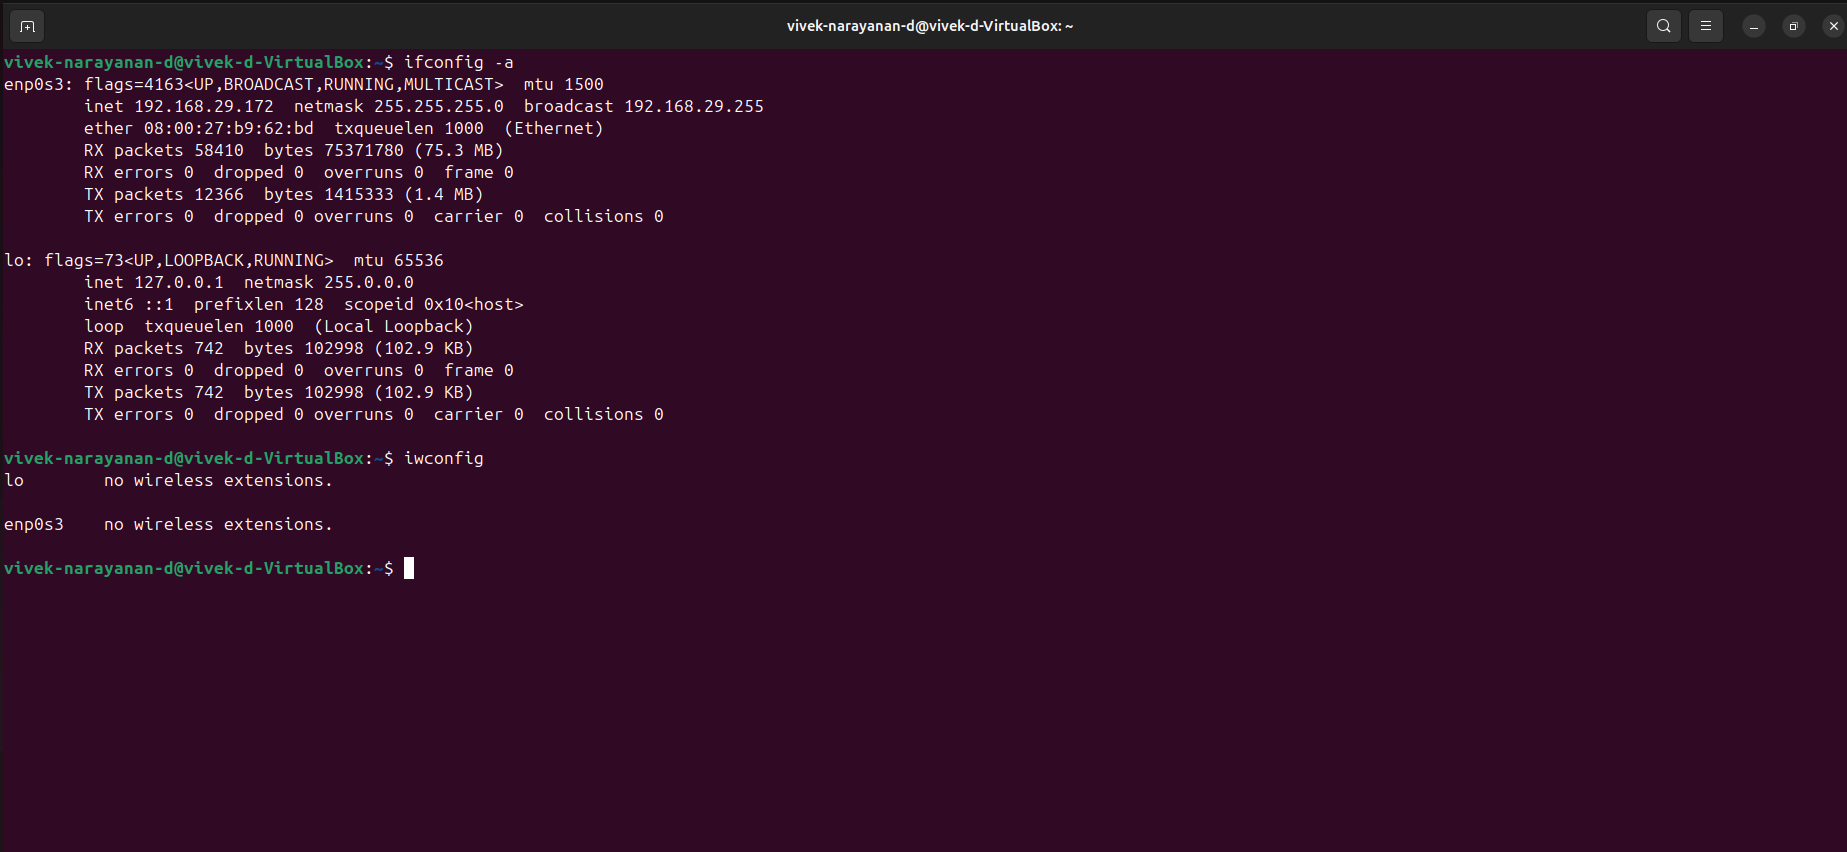 vivek-narayanan-d@vivek-d-VirtualBox: ~
vivek-narayanan-d@vivek-d-VirtualBox:~$ ifconfig -a
enp0s3: flags=4163<UP,BROADCAST,RUNNING,MULTICAST>  mtu 1500
        inet 192.168.29.172  netmask 255.255.255.0  broadcast 192.168.29.255
        ether 08:00:27:b9:62:bd  txqueuelen 1000  (Ethernet)
        RX packets 58410  bytes 75371780 (75.3 MB)
        RX errors 0  dropped 0  overruns 0  frame 0
        TX packets 12366  bytes 1415333 (1.4 MB)
        TX errors 0  dropped 0 overruns 0  carrier 0  collisions 0

lo: flags=73<UP,LOOPBACK,RUNNING>  mtu 65536
        inet 127.0.0.1  netmask 255.0.0.0
        inet6 ::1  prefixlen 128  scopeid 0x10<host>
        loop  txqueuelen 1000  (Local Loopback)
        RX packets 742  bytes 102998 (102.9 KB)
        RX errors 0  dropped 0  overruns 0  frame 0
        TX packets 742  bytes 102998 (102.9 KB)
        TX errors 0  dropped 0 overruns 0  carrier 0  collisions 0

vivek-narayanan-d@vivek-d-VirtualBox:~$ iwconfig
lo        no wireless extensions.

enp0s3    no wireless extensions.

vivek-narayanan-d@vivek-d-VirtualBox:~$